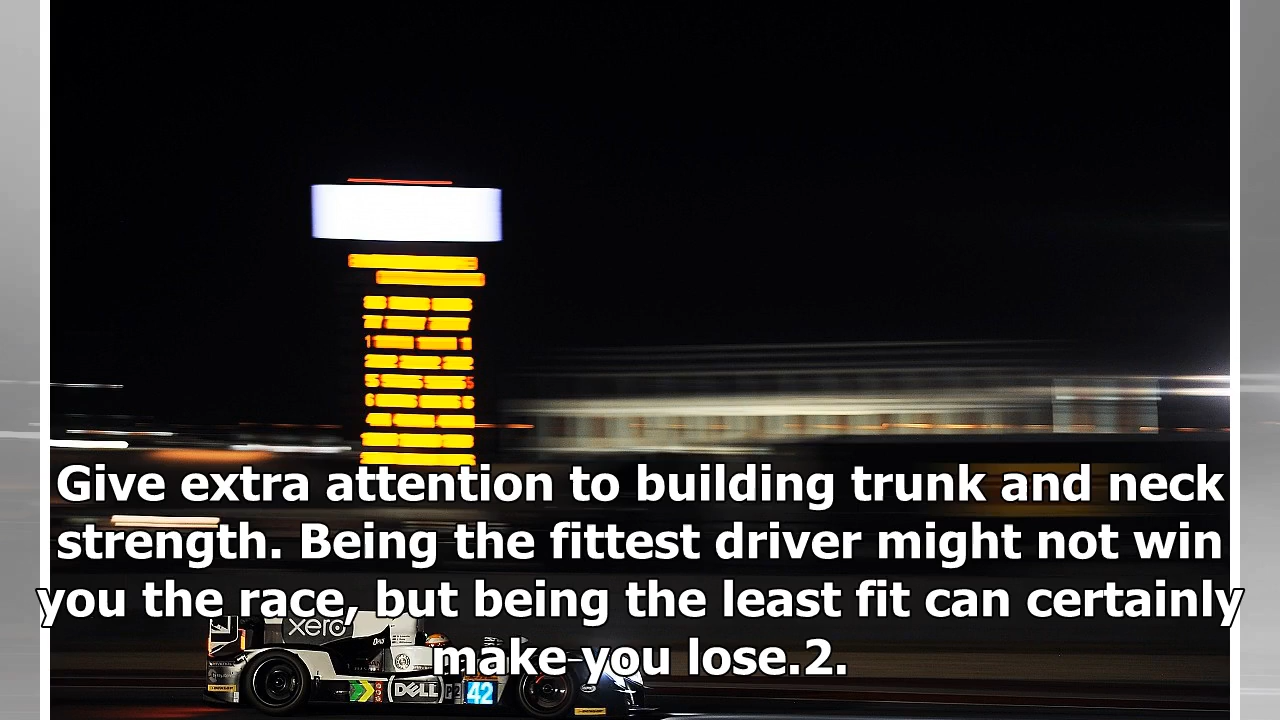 Give extra attention to building trunk and neck
strength. Being the fittest driver might not win
you the race, but being the least fit can certainly
make you lose.2.
xero
DELL P2 42